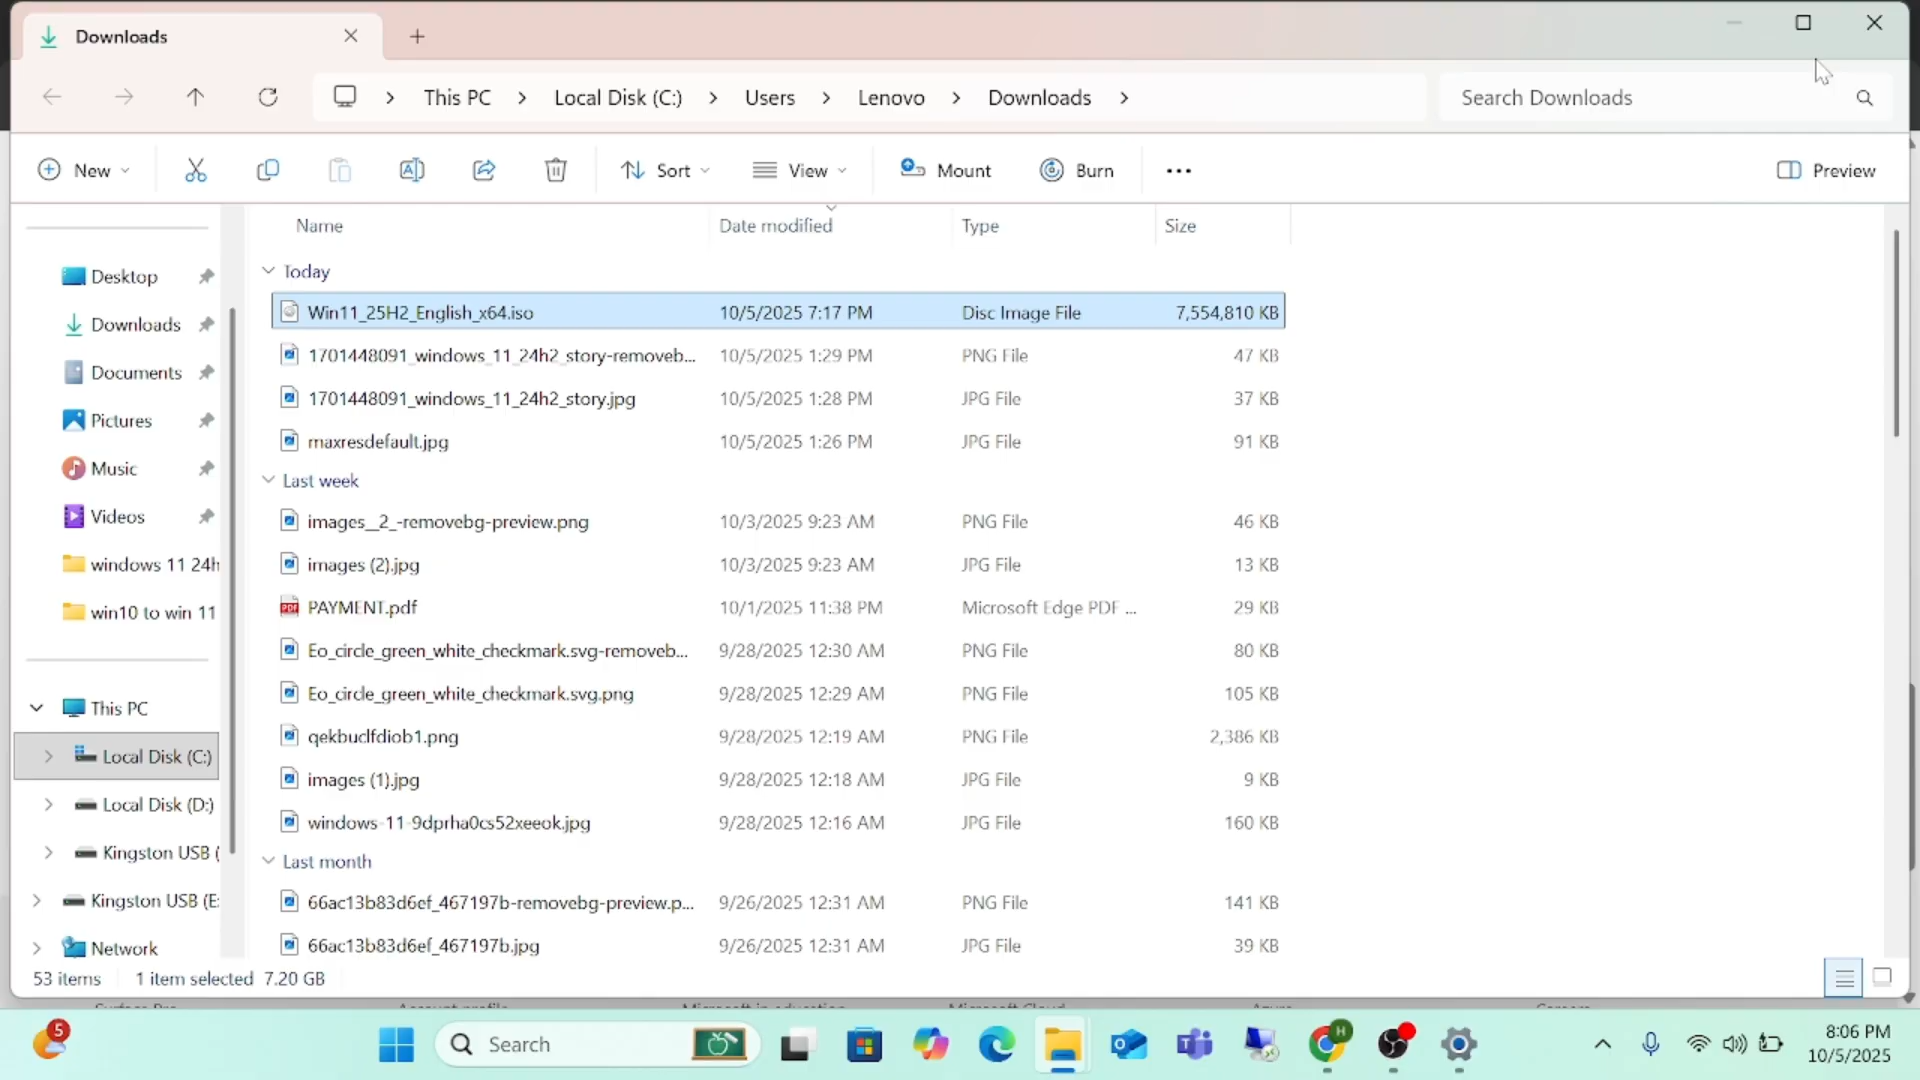 Downloads
This PC > Local Disk (C:) > Users > Lenovo > Downloads >
Search Downloads
New
Sort
View
Mount
Burn
Preview
Name Date modified Type Size
Desktop
Downloads
Documents
Pictures
Music
Videos
windows 11 24h
win10 to win 11
This PC
Local Disk (C:)
Local Disk (D:)
Kingston USB (
Kingston USB (E:
Network
Today
Win11_25H2_English_x64.iso 10/5/2025 7:17 PM Disc Image File 7,554,810 KB
1701448091_windows_11_24h2_story-removeb... 10/5/2025 1:29 PM PNG File 47 KB
1701448091_windows_11_24h2_story.jpg 10/5/2025 1:28 PM JPG File 37 KB
maxresdefault.jpg 10/5/2025 1:26 PM JPG File 91 KB
Last week
images__2_-removebg-preview.png 10/3/2025 9:23 AM PNG File 46 KB
images (2).jpg 10/3/2025 9:23 AM JPG File 13 KB
PAYMENT.pdf 10/1/2025 11:38 PM Microsoft Edge PDF ... 29 KB
Eo_circle_green_white_checkmark.svg-removeb... 9/28/2025 12:30 AM PNG File 80 KB
Eo_circle_green_white_checkmark.svg.png 9/28/2025 12:29 AM PNG File 105 KB
qekbuclfdiob1.png 9/28/2025 12:19 AM PNG File 2,386 KB
images (1).jpg 9/28/2025 12:18 AM JPG File 9 KB
windows-11-9dprha0cs52xeeok.jpg 9/28/2025 12:16 AM JPG File 160 KB
Last month
66ac13b83d6ef_467197b-removebg-preview.p... 9/26/2025 12:31 AM PNG File 141 KB
66ac13b83d6ef_467197b.jpg 9/26/2025 12:31 AM JPG File 39 KB
53 items 1 item selected 7.20 GB
5
Search
H
8:06 PM
10/5/2025